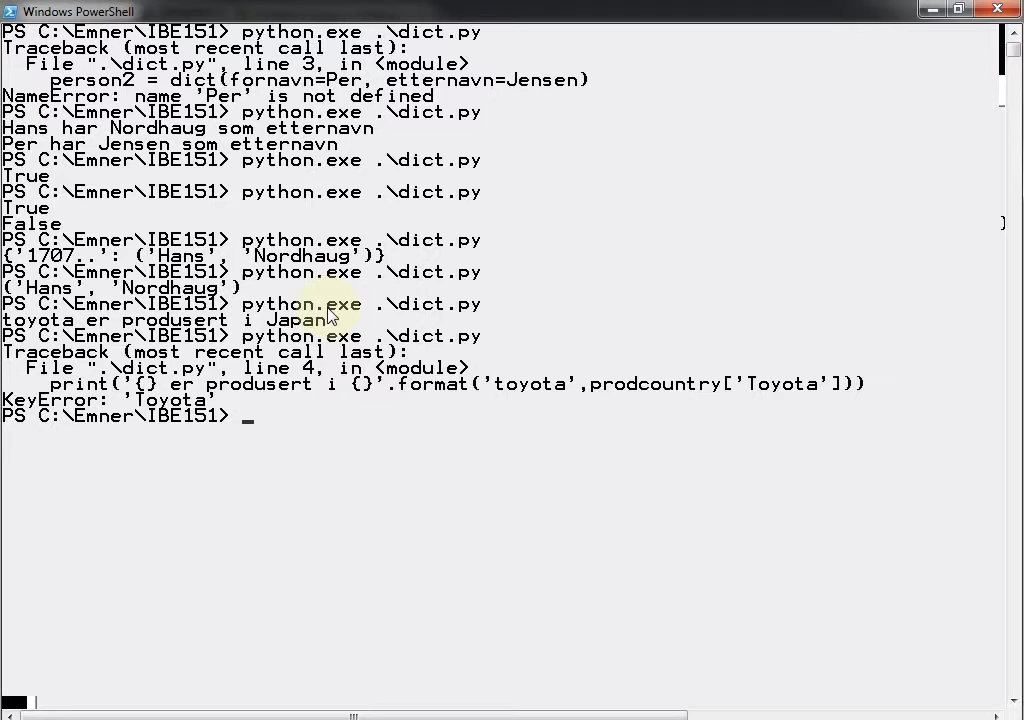 Windows PowerShell
PS C:\Emner\IBE151> python.exe .\dict.py
Traceback (most recent call last):
  File ".\dict.py", line 3, in <module>
    person2 = dict(fornavn=Per, etternavn=Jensen)
NameError: name 'Per' is not defined
PS C:\Emner\IBE151> python.exe .\dict.py
Hans har Nordhaug som etternavn
Per har Jensen som etternavn
PS C:\Emner\IBE151> python.exe .\dict.py
True
PS C:\Emner\IBE151> python.exe .\dict.py
True
False
PS C:\Emner\IBE151> python.exe .\dict.py
{'1707..': ('Hans', 'Nordhaug')}
PS C:\Emner\IBE151> python.exe .\dict.py
('Hans', 'Nordhaug')
PS C:\Emner\IBE151> python.exe .\dict.py
toyota er produsert i Japan
PS C:\Emner\IBE151> python.exe .\dict.py
Traceback (most recent call last):
  File ".\dict.py", line 4, in <module>
    print('{} er produsert i {}'.format('toyota',prodcountry['Toyota']))
KeyError: 'Toyota'
PS C:\Emner\IBE151> _